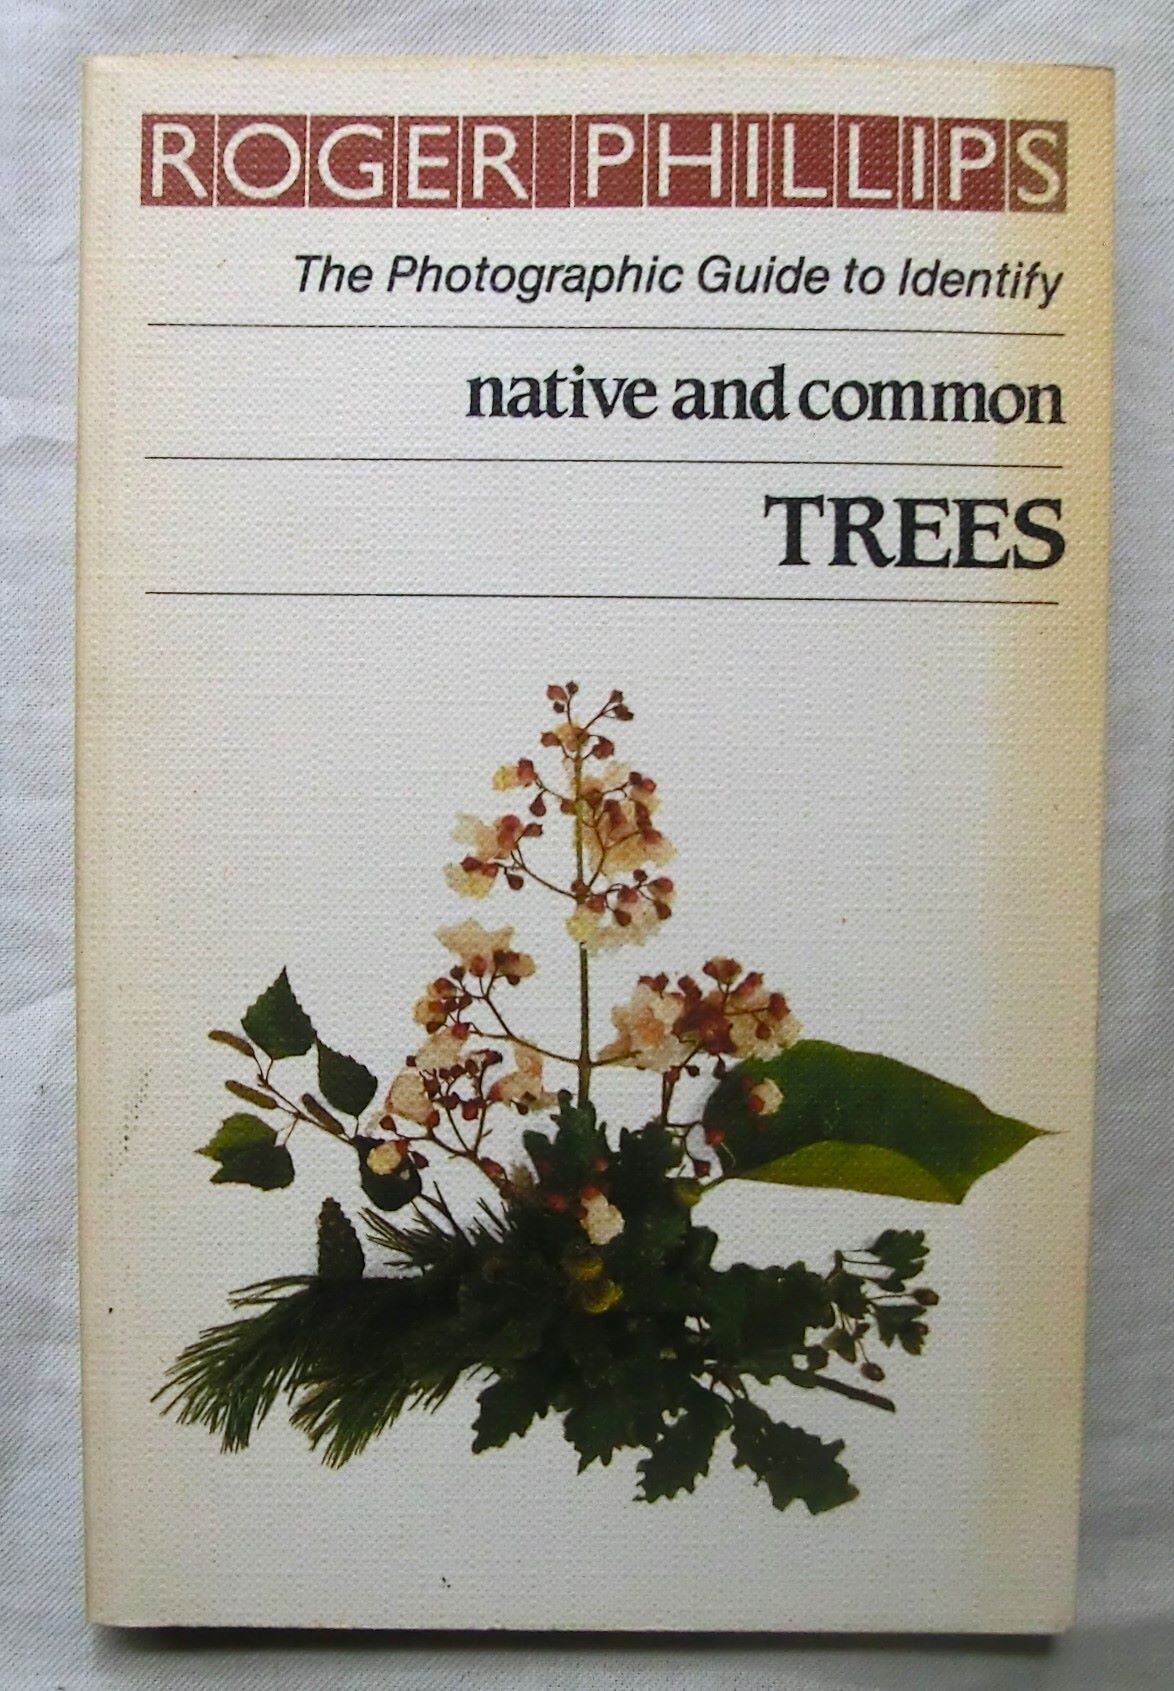 ROGER PHILLIPS
The Photographic Guide to Identify
native and common
TREES